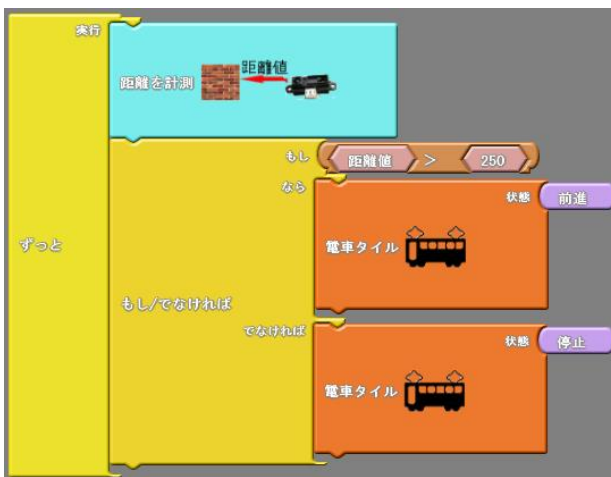 ずっと
実行
距離を計測
距離値
もし/でなければ
もし
距離値 > 250
なら
電車タイル
状態 前進
でなければ
電車タイル
状態 停止